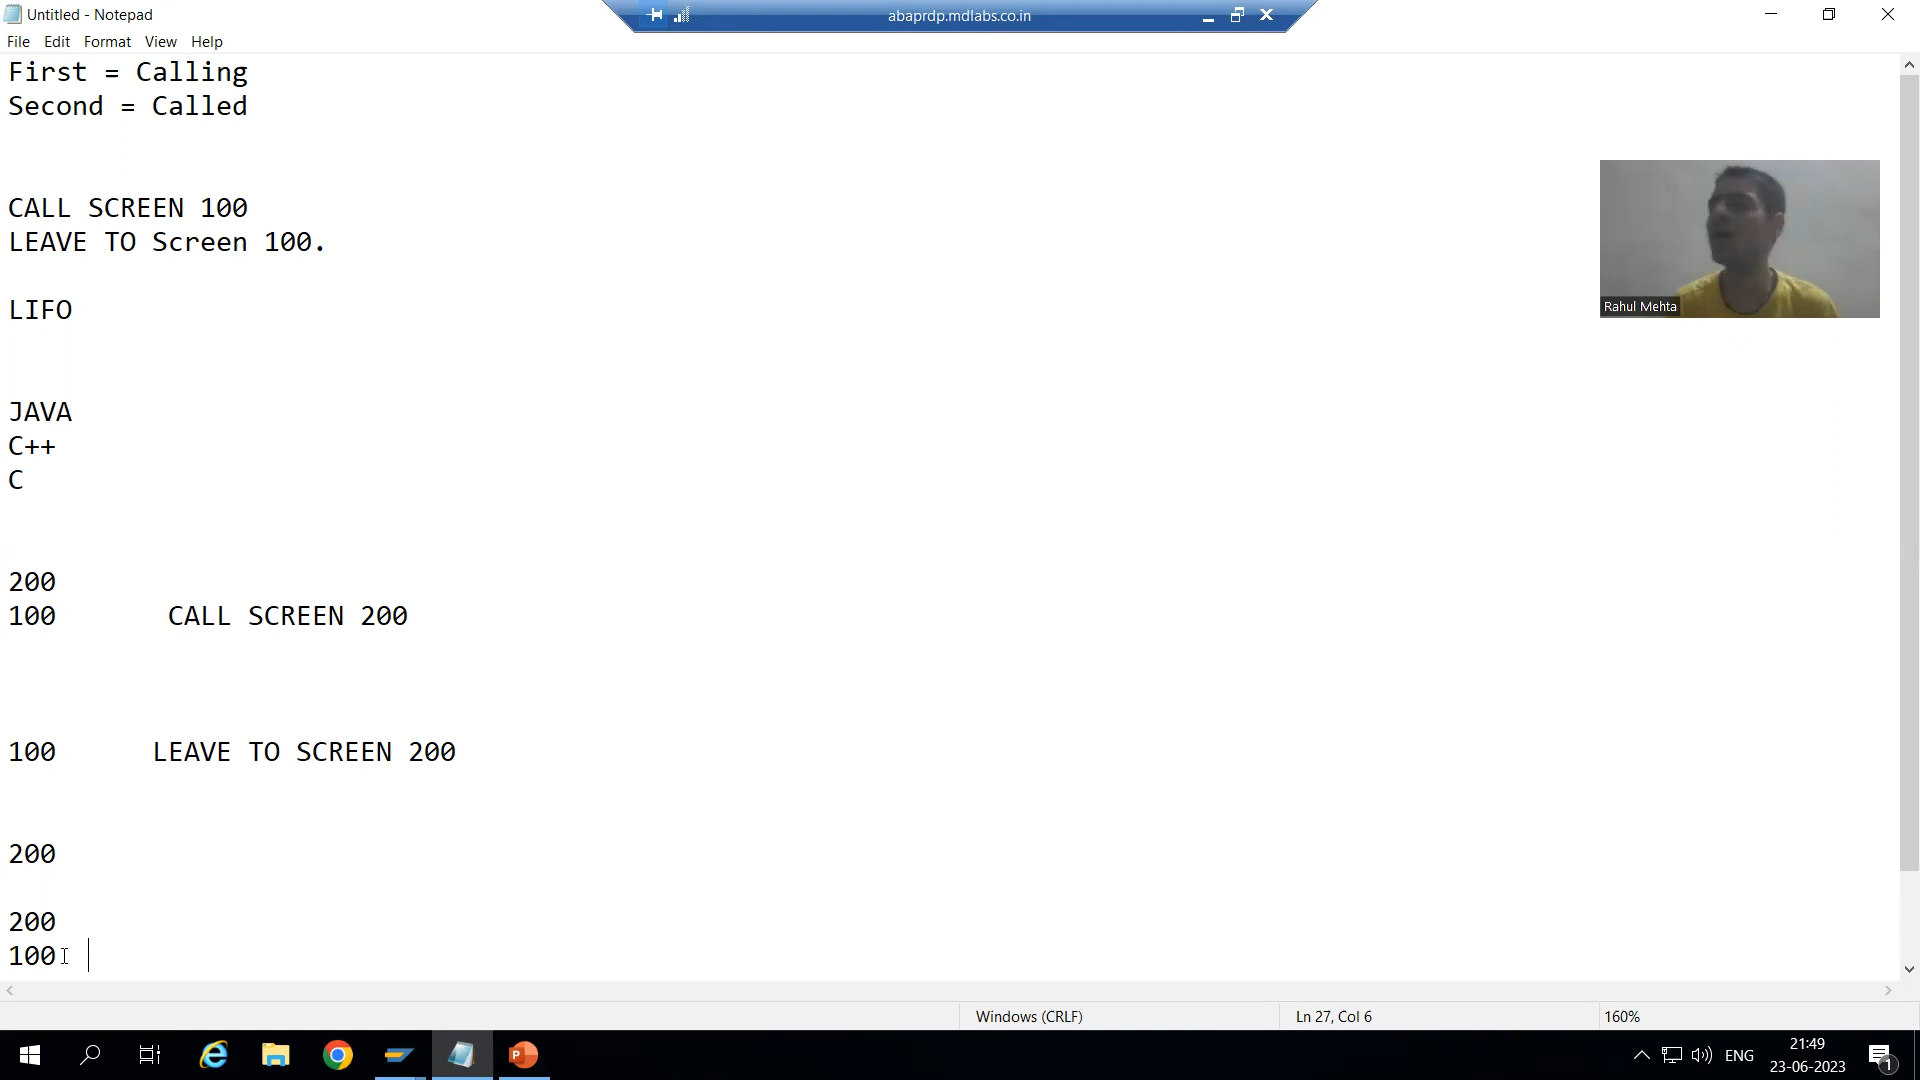 Untitled - Notepad
abaprdp.mdlabs.co.in
File Edit Format View Help
First = Calling
Second = Called
CALL SCREEN 100
LEAVE TO Screen 100.
Rahul Mehta
LIFO
JAVA
C++
C
200
100 CALL SCREEN 200
100 LEAVE TO SCREEN 200
200
200
100
Windows (CRLF) Ln 27, Col 6 160%
ENG
21:49
23-06-2023
1